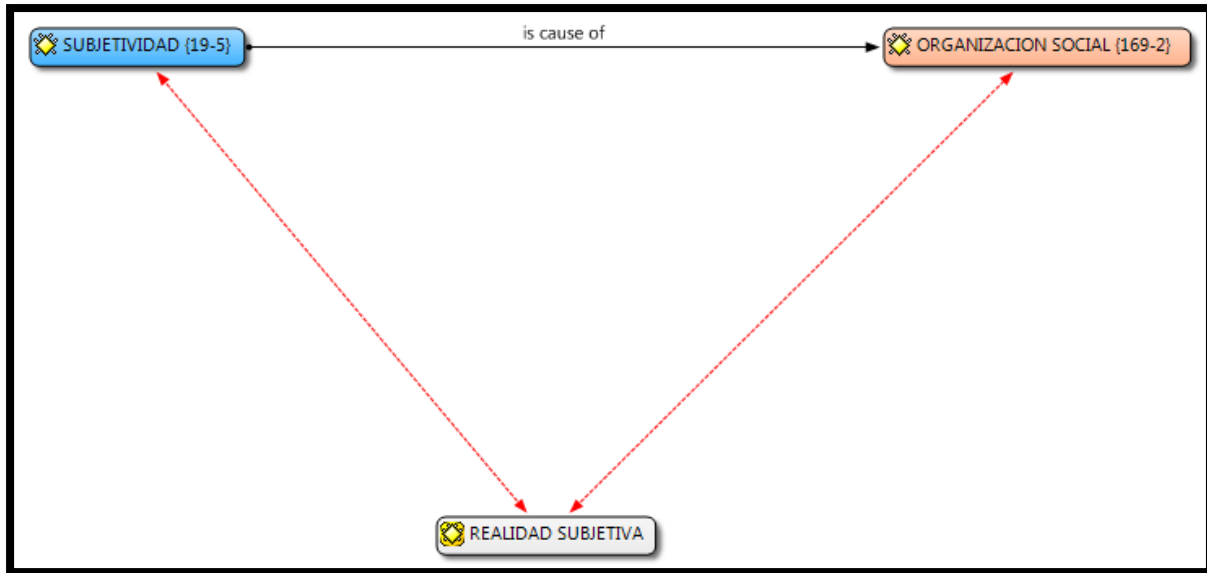 is cause of
SUBJETIVIDAD {19-5}
ORGANIZACION SOCIAL {169-2}
REALIDAD SUBJETIVA